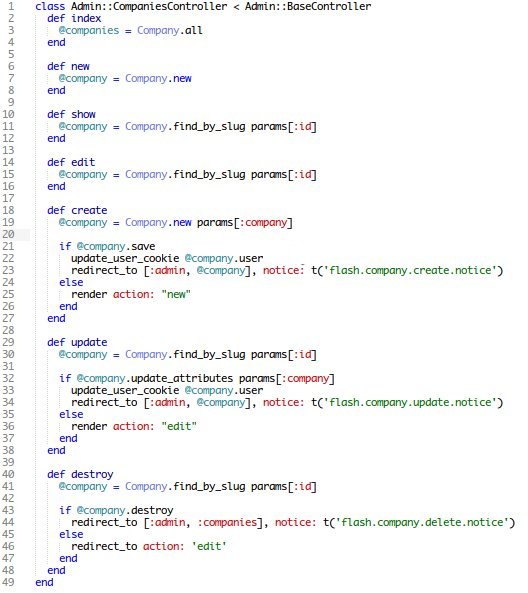 1 class Admin::CompaniesController < Admin::BaseController
2   def index
3     @companies = Company.all
4   end
5
6   def new
7     @company = Company.new
8   end
9
10   def show
11     @company = Company.find_by_slug params[:id]
12   end
13
14   def edit
15     @company = Company.find_by_slug params[:id]
16   end
17
18   def create
19     @company = Company.new params[:company]
20
21     if @company.save
22       update_user_cookie @company.user
23       redirect_to [:admin, @company], notice: t('flash.company.create.notice')
24     else
25       render action: "new"
26     end
27   end
28
29   def update
30     @company = Company.find_by_slug params[:id]
31
32     if @company.update_attributes params[:company]
33       update_user_cookie @company.user
34       redirect_to [:admin, @company], notice: t('flash.company.update.notice')
35     else
36       render action: "edit"
37     end
38   end
39
40   def destroy
41     @company = Company.find_by_slug params[:id]
42
43     if @company.destroy
44       redirect_to [:admin, :companies], notice: t('flash.company.delete.notice')
45     else
46       redirect_to action: 'edit'
47     end
48   end
49 end